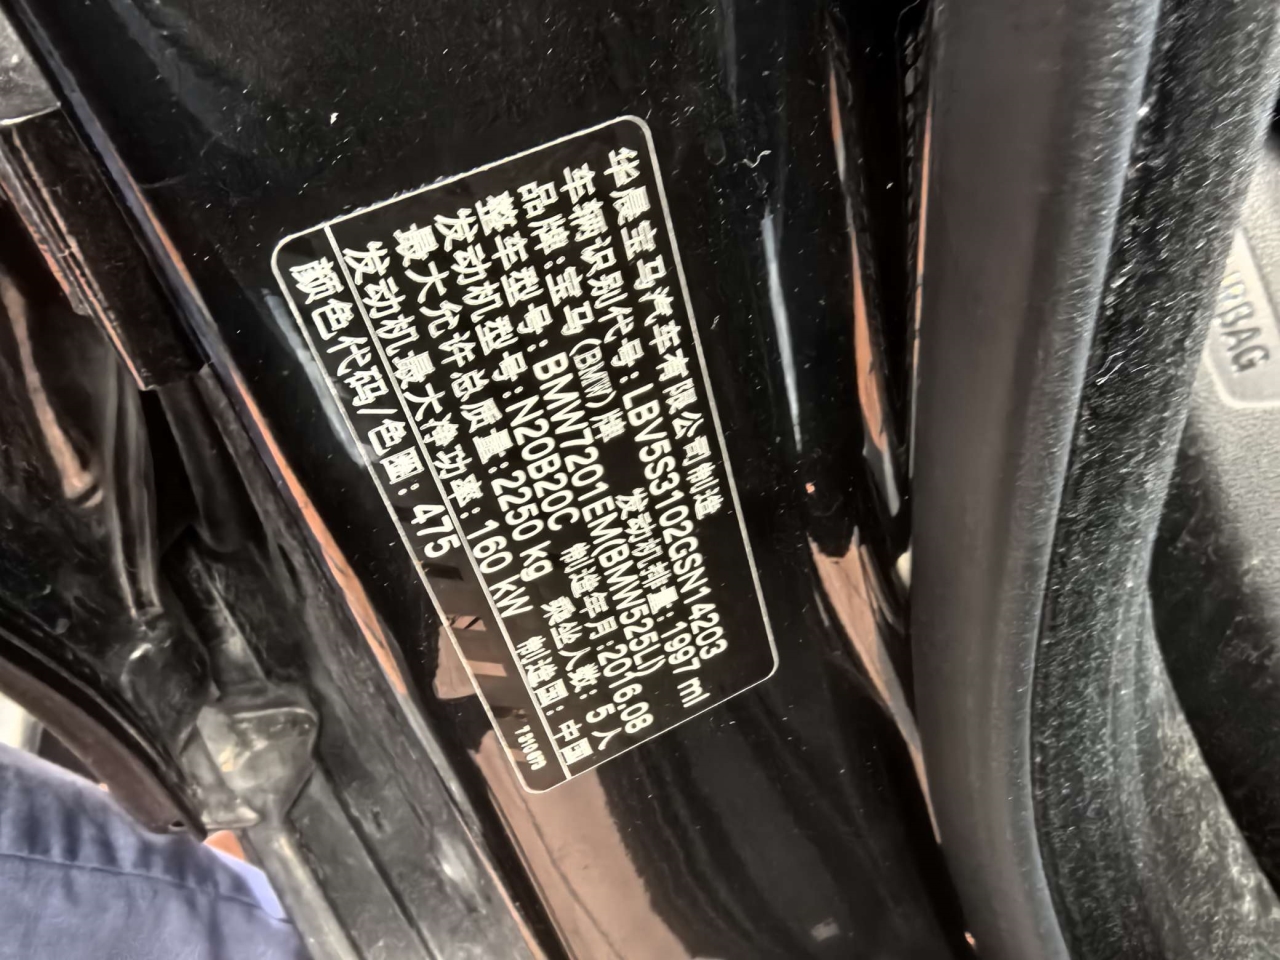 华晨宝马汽车有限公司制造
车辆识别代号:LBV5S3102GSN14203
品牌:宝马(BMW)牌 发动机排量:1997 ml
整车型号:BMW7201EM(BMW525Li)
发动机型号:N20B20C 制造年月:2016.08
最大允许总质量:2250 kg 乘坐人数:5人
发动机最大净功率:160 kW 制造国:中国
颜色代码/色圈:475
AIRBAG